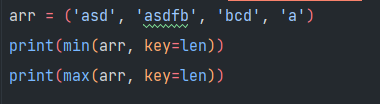 arr = ('asd', 'asdfb', 'bcd', 'a')
print(min(arr, key=len))
print(max(arr, key=len))